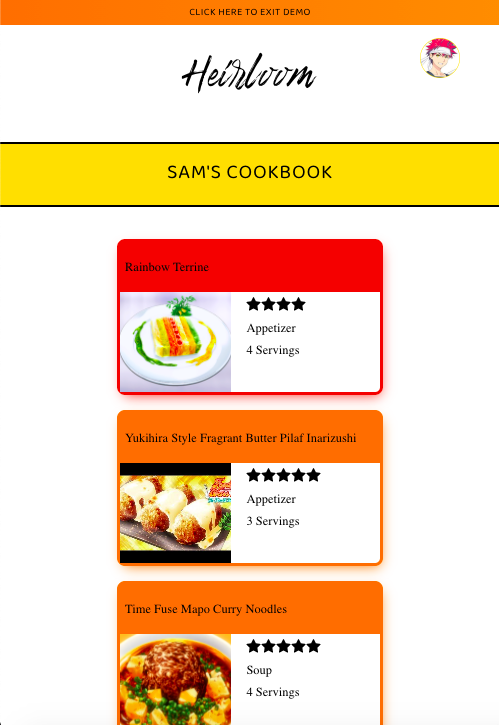 CLICK HERE TO EXIT DEMO
Heirloom
SAM'S COOKBOOK
Rainbow Terrine
Appetizer
4 Servings
Yukihira Style Fragrant Butter Pilaf Inarizushi
Appetizer
3 Servings
Time Fuse Mapo Curry Noodles
Soup
4 Servings